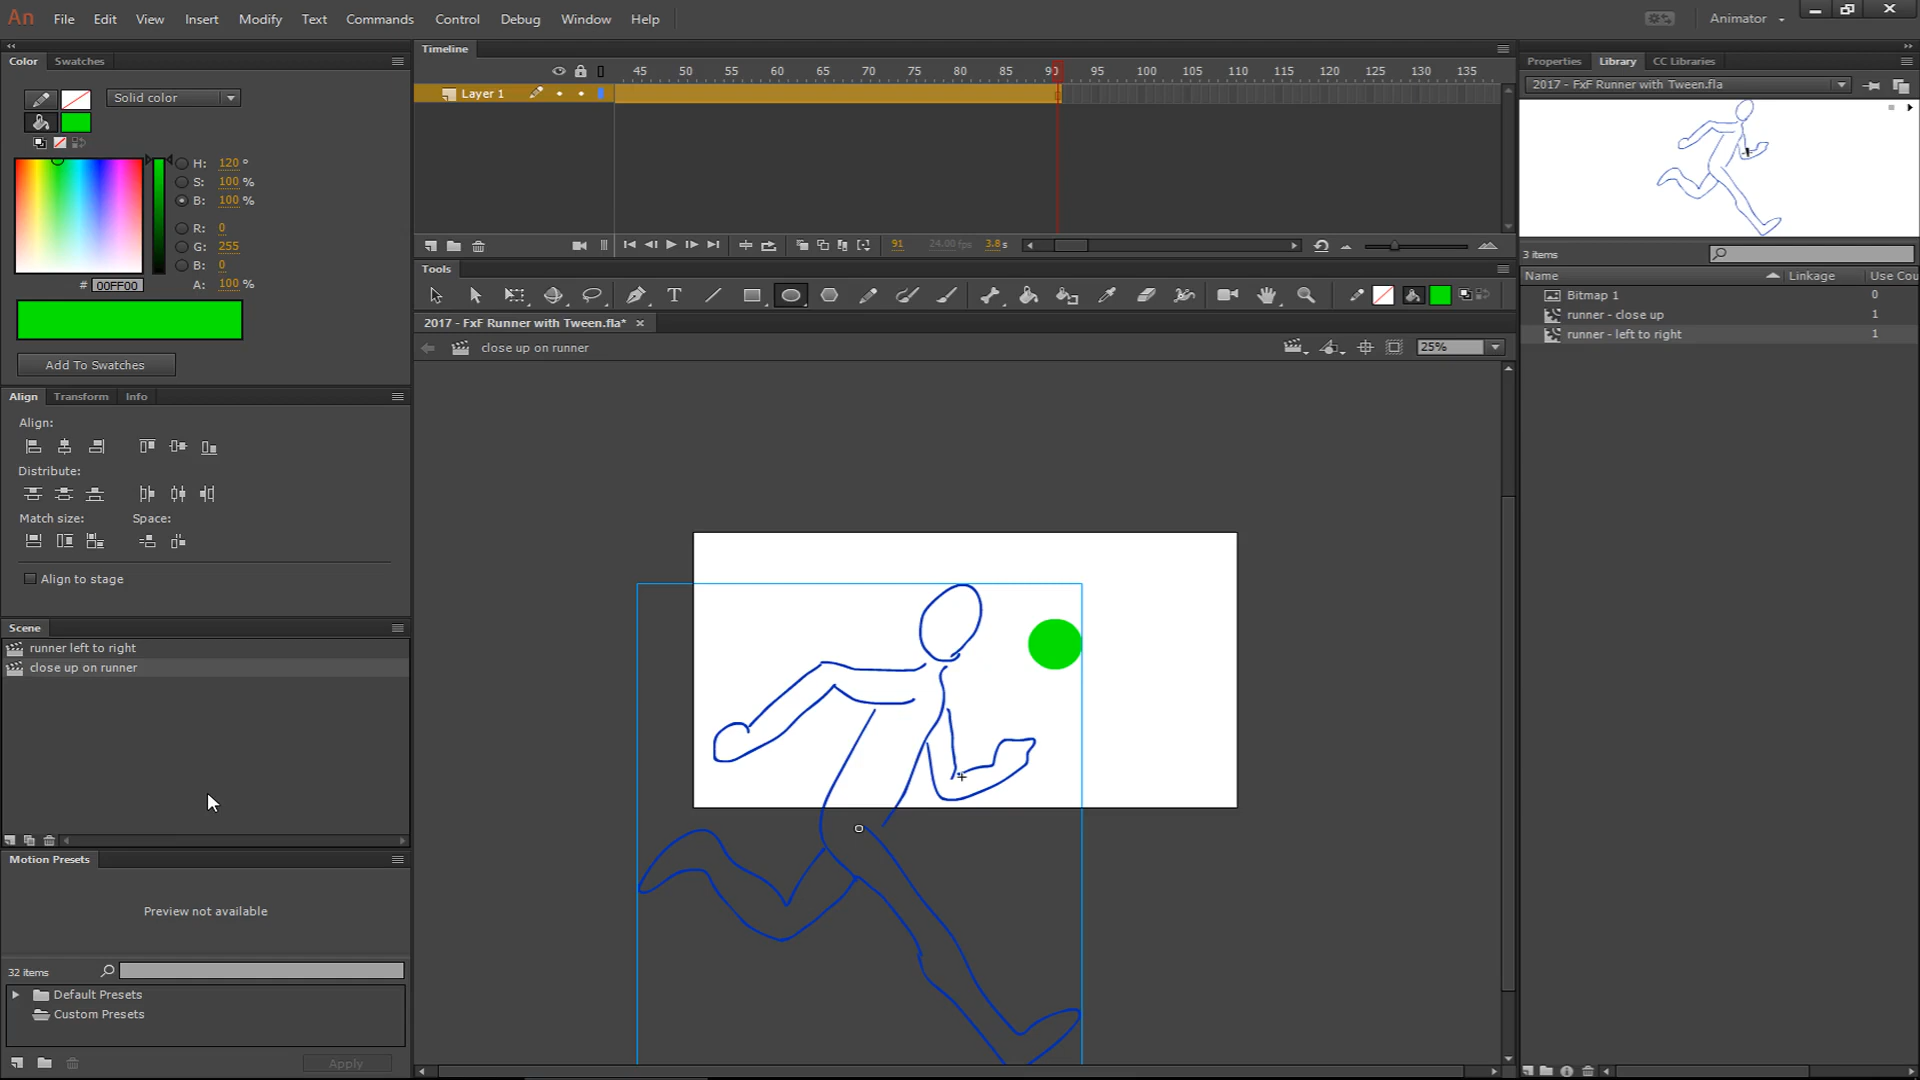 An File Edit View Insert Modify Text Commands Control Debug Window Help Animator
Color Swatches
Solid color
H: 120 °
S: 100 %
B: 100 %
R: 0
G: 255
B: 0
# 00FF00 A: 100 %
Add To Swatches
Align Transform Info
Align:
Distribute:
Match size: Space:
Align to stage
Scene
runner left to right
close up on runner
Motion Presets
Preview not available
32 items
Default Presets
Custom Presets
Apply
Timeline
45 50 55 60 65 70 75 80 85 90 95 100 105 110 115 120 125 130 135
Layer 1
91 24.00 fps 3.8 s
Tools
T
2017 - FxF Runner with Tween.fla*
close up on runner 25%
Properties Library CC Libraries
2017 - FxF Runner with Tween.fla
3 items
Name Linkage Use Cou
Bitmap 1 0
runner - close up 1
runner - left to right 1